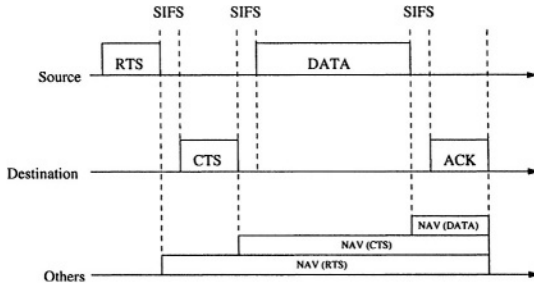 SIFS SIFS SIFS
RTS DATA
Source
CTS ACK
Destination
NAV (DATA)
NAV (CTS)
NAV (RTS)
Others